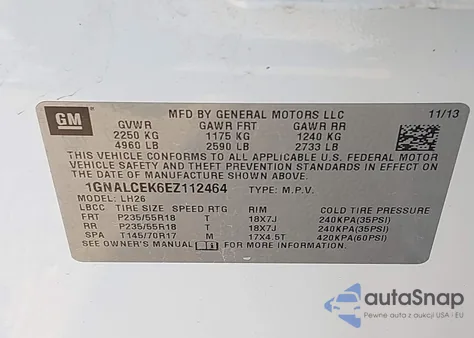 GM
MFD BY GENERAL MOTORS LLC 11/13
GVWR GAWR FRT GAWR RR
2250 KG 1175 KG 1240 KG
4960 LB 2590 LB 2733 LB
THIS VEHICLE CONFORMS TO ALL APPLICABLE U.S. FEDERAL MOTOR
VEHICLE SAFETY AND THEFT PREVENTION STANDARDS IN EFFECT ON
THE DATE OF MANUFACTURE SHOWN ABOVE.
1GNALCEK6EZ112464 TYPE: M.P.V.
MODEL: LH26
LBCC TIRE SIZE SPEED RTG RIM COLD TIRE PRESSURE
FRT P235/55R18 T 18X7J 240KPA(35PSI)
RR P235/55R18 T 18X7J 240KPA(35PSI)
SPA T145/70R17 M 17X4.5T 420KPA(60PSI)
SEE OWNER'S MANUAL FOR MORE INFORMATION.
autoSnap
Pewne auta z aukcji USA i EU